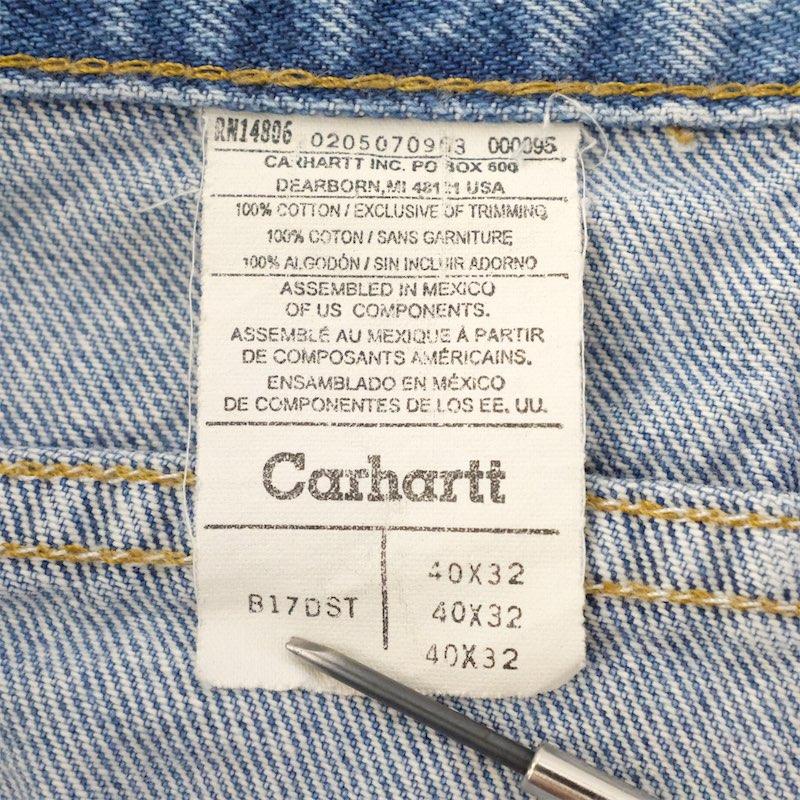 RN14806 0205070953 000095
CARHARTT INC. PO BOX 600
DEARBORN, MI 48121 USA
100% COTTON / EXCLUSIVE OF TRIMMING
100% COTON / SANS GARNITURE
100% ALGODÓN / SIN INCLUIR ADORNO
ASSEMBLED IN MEXICO
OF US COMPONENTS.
ASSEMBLÉ AU MEXIQUE À PARTIR
DE COMPOSANTS AMÉRICAINS.
ENSAMBLADO EN MÉXICO
DE COMPONENTES DE LOS EE. UU.
Carhartt
40X32
B17DST 40X32
40X32